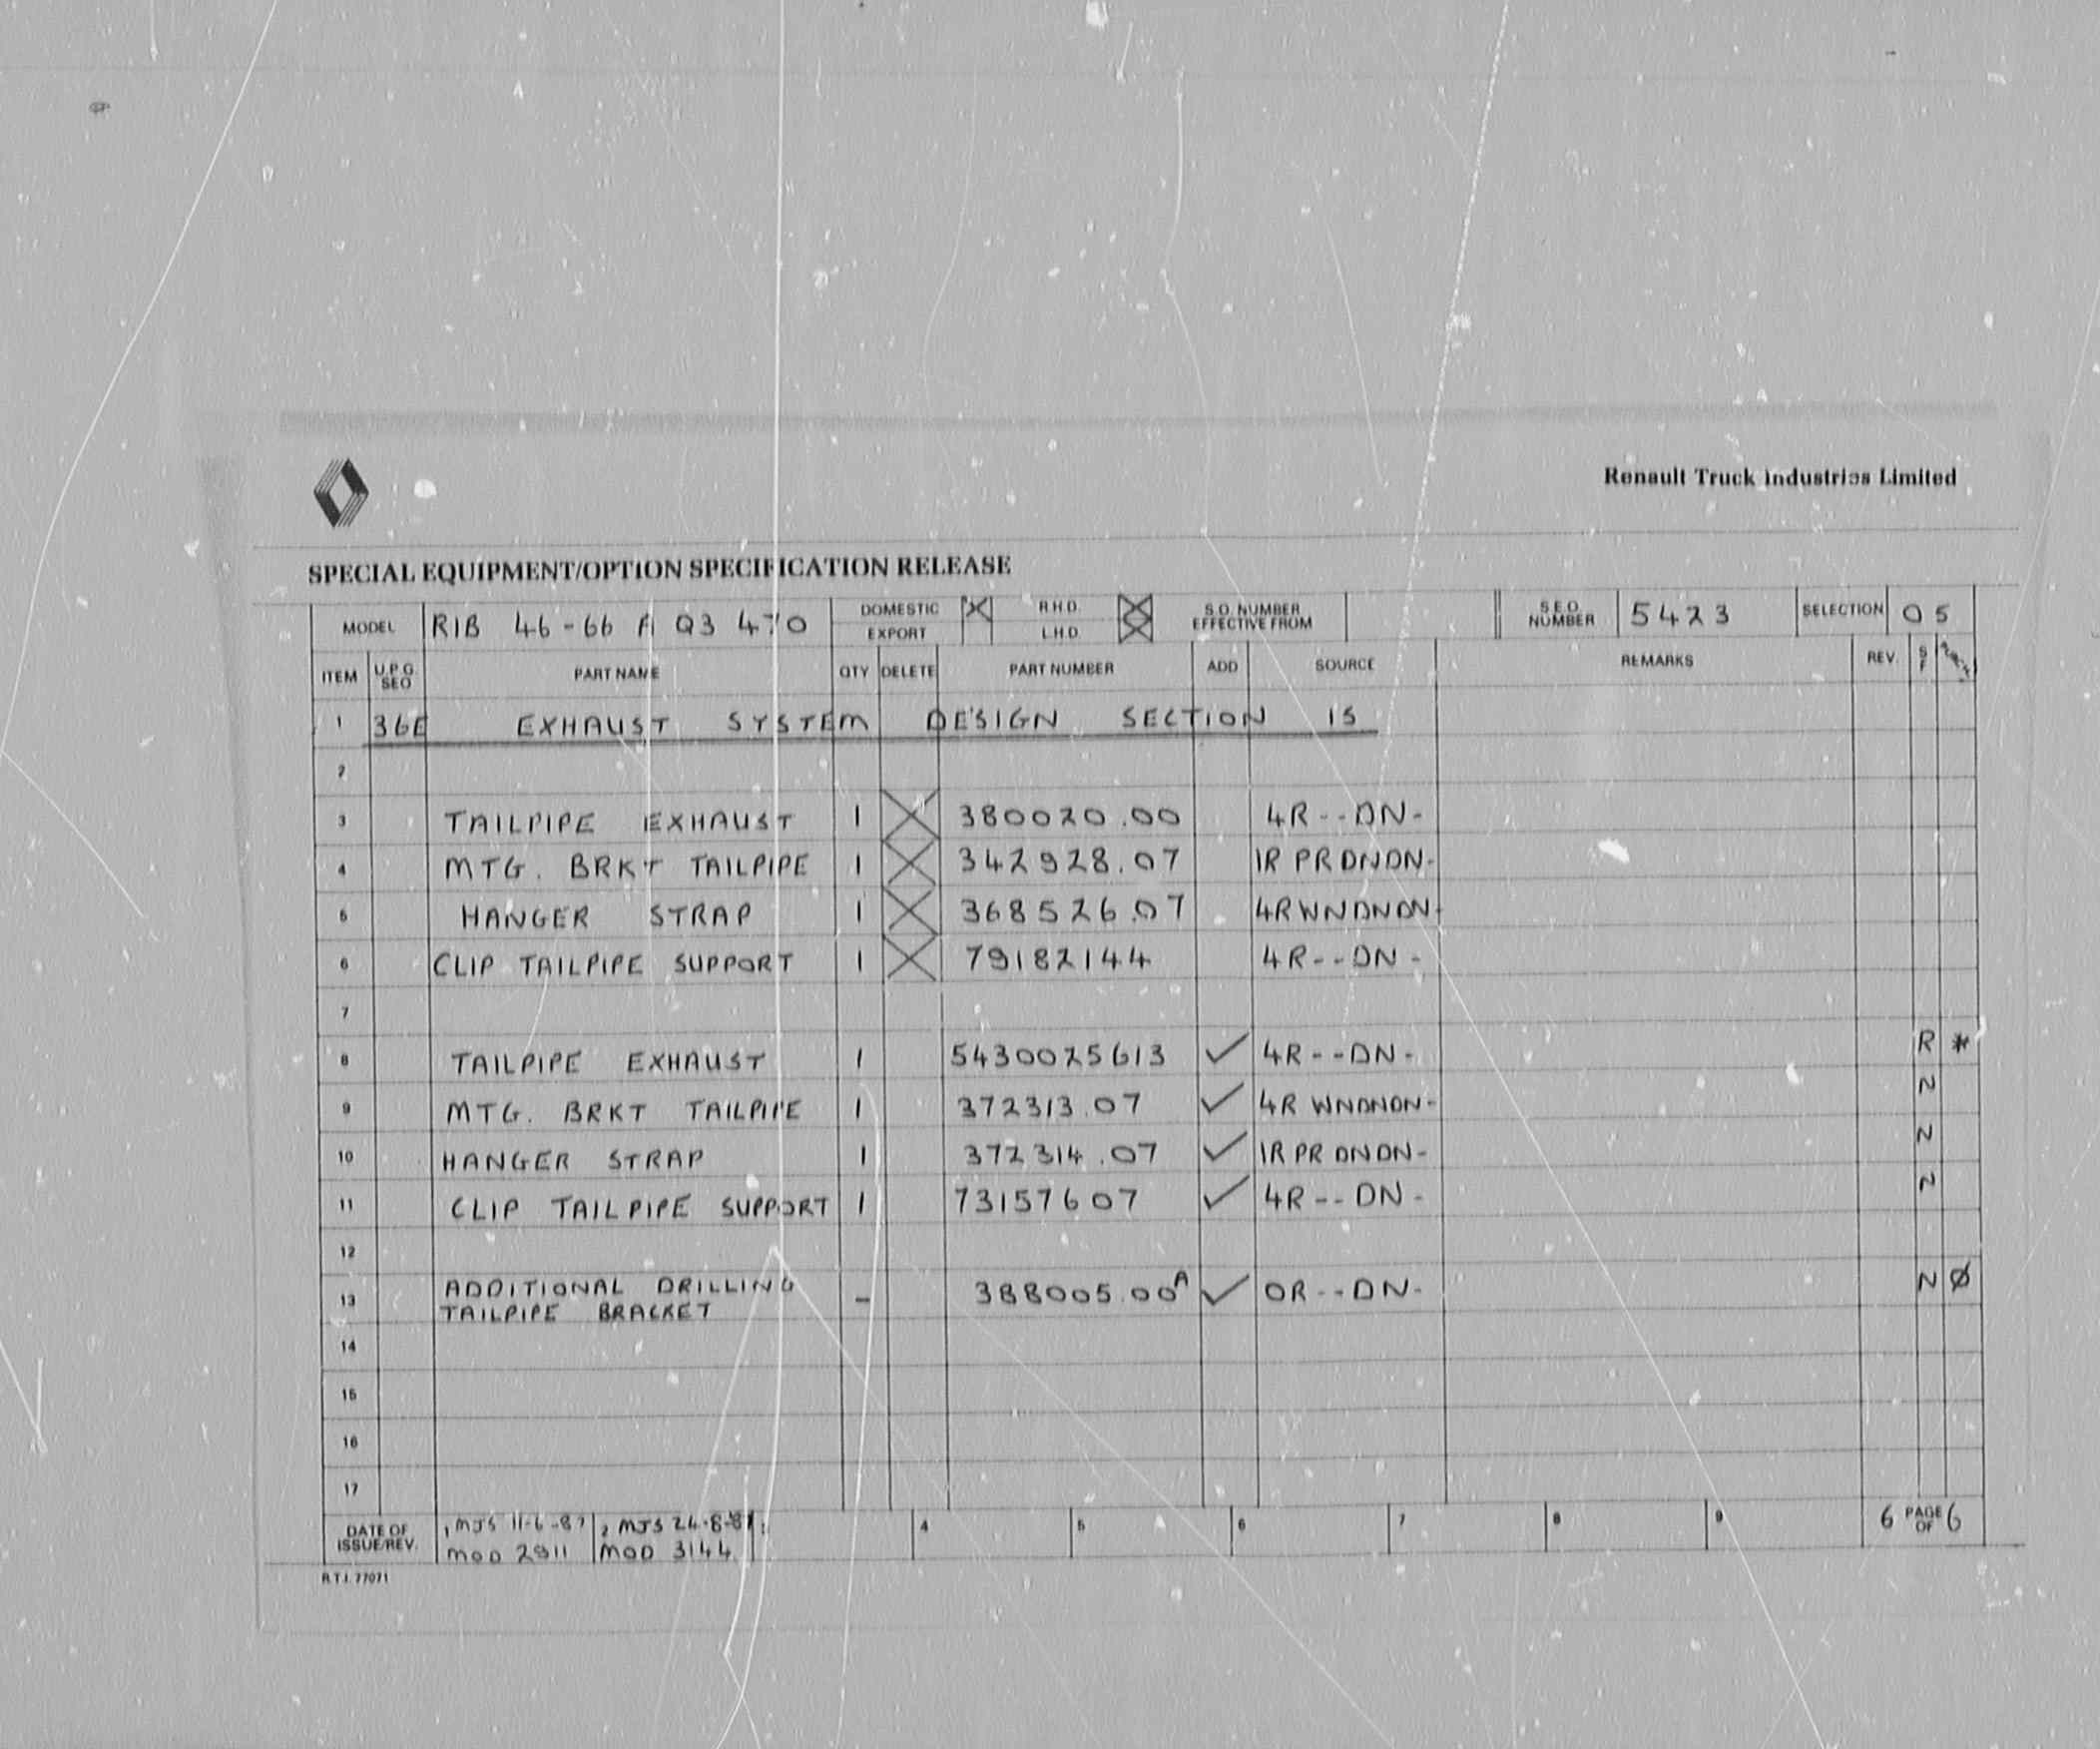 Renault Truck Industries Limited
SPECIAL EQUIPMENT/OPTION SPECIFICATION RELEASE
MODEL R1B 46-66 A Q3 470 DOMESTIC R.H.D. S.O. NUMBER EFFECTIVE FROM S.E.O. NUMBER 5423 SELECTION 05
EXPORT L.H.D.
ITEM U.P.G. SEO PART NAME QTY DELETE PART NUMBER ADD SOURCE REMARKS REV. S F
1 36E EXHAUST SYSTEM DESIGN SECTION 15
2
3 TAILPIPE EXHAUST 1 X 380020.00 4R--DN-
4 MTG. BRKT TAILPIPE 1 X 342928.07 1R PRDNDN-
5 HANGER STRAP 1 X 368526.07 4RWNDNDN-
6 CLIP TAILPIPE SUPPORT 1 X 79182144 4R--DN-
7
8 TAILPIPE EXHAUST 1 5430025613 ✓ 4R--DN- R *
9 MTG. BRKT TAILPIPE 1 372313.07 ✓ 4R WNDNDN- N
10 HANGER STRAP 1 372314.07 ✓ 1R PR DNDN- N
11 CLIP TAILPIPE SUPPORT 1 73157607 ✓ 4R--DN- N
12
13 ADDITIONAL DRILLING - 388005.00A ✓ OR--DN- N Ø
TAILPIPE BRACKET
14
15
16
17
DATE OF ISSUE/REV. 1 MJS 11-6-87 2 MJS 24-8-87 4 5 6 7 8 9 6 PAGE OF 6
MOD 2911 MOD 3144
R.T.I. 77071